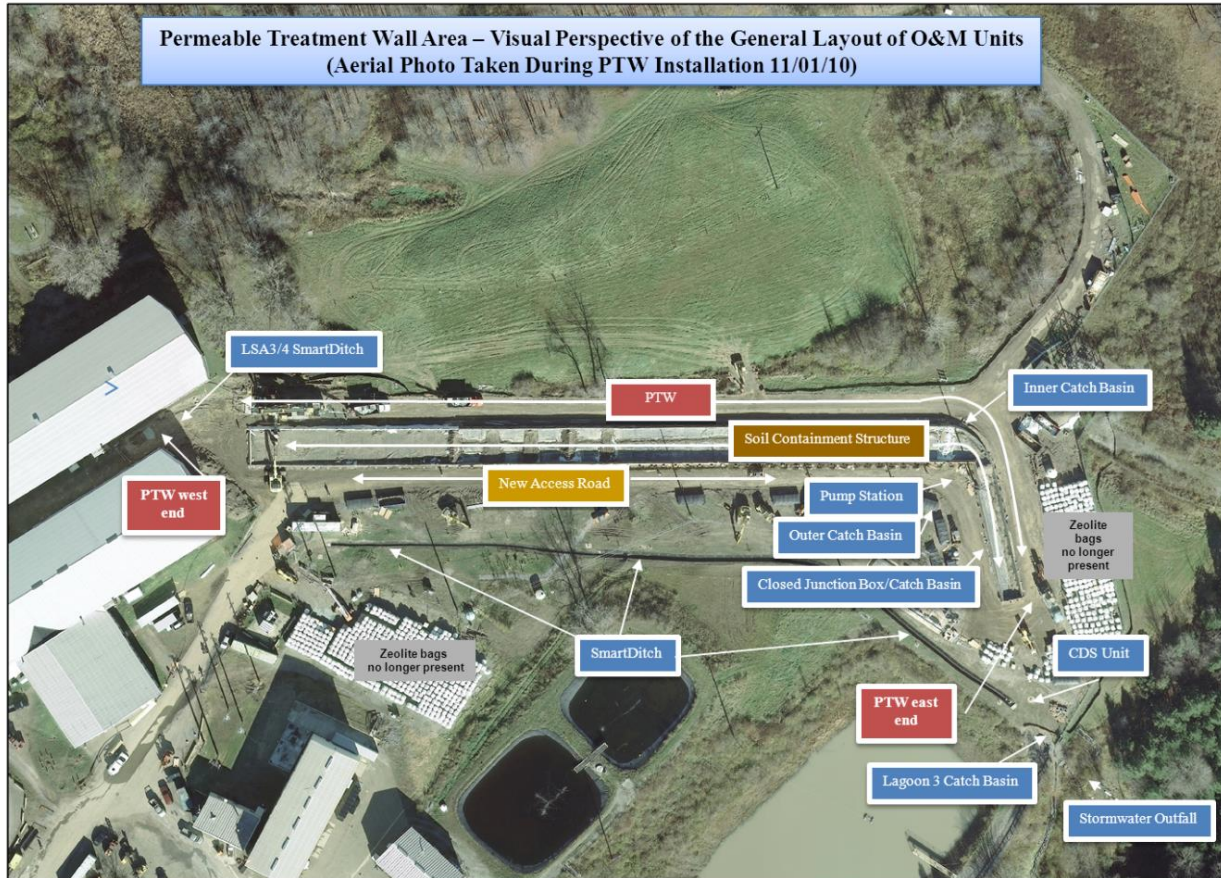 Permeable Treatment Wall Area – Visual Perspective of the General Layout of O&M Units
(Aerial Photo Taken During PTW Installation 11/01/10)
LSA3/4 SmartDitch
Inner Catch Basin
PTW
Soil Containment Structure
PTW west
end
New Access Road
Pump Station
Outer Catch Basin
Zeolite
bags
no longer
present
Closed Junction Box/Catch Basin
Zeolite bags
no longer present
SmartDitch
CDS Unit
PTW east
end
Lagoon 3 Catch Basin
Stormwater Outfall